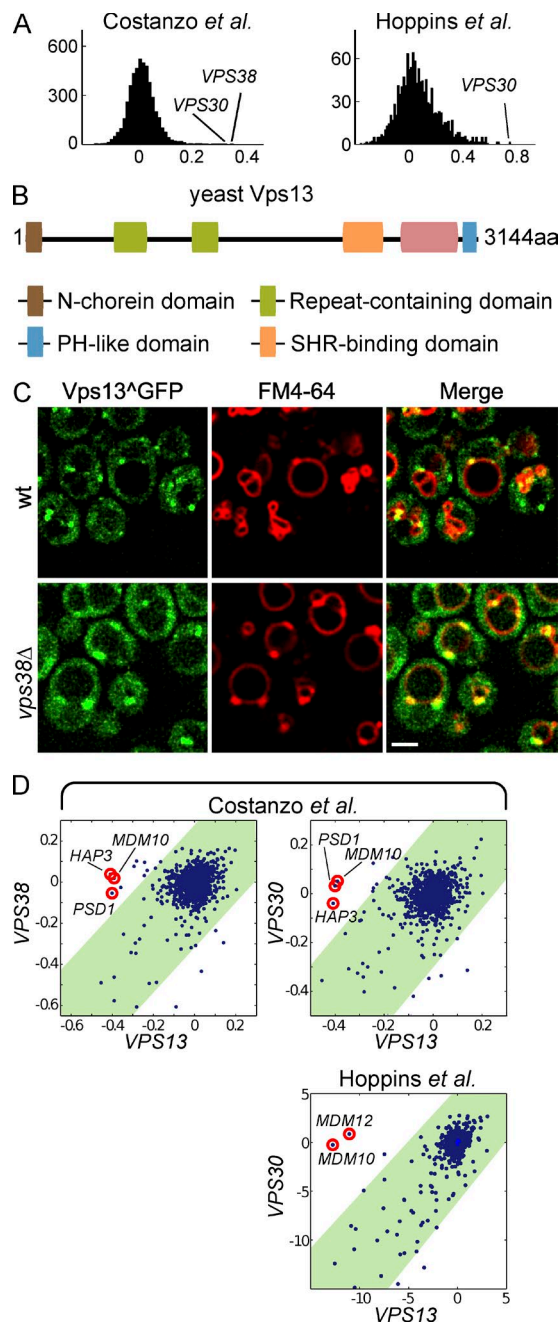 A
Costanzo et al.
Hoppins et al.
600
300
0
VPS38
VPS30
0 0.2 0.4
60
30
0
VPS30
0 0.4 0.8
B
yeast Vps13
1 3144aa
N-chorein domain
Repeat-containing domain
PH-like domain
SHR-binding domain
C
Vps13^GFP FM4-64 Merge
wt
vps38Δ
D
Costanzo et al.
0.2
0
-0.2
-0.4
-0.6
VPS38
HAP3
MDM10
PSD1
-0.6 -0.4 -0.2 0 0.2
VPS13
0.2
0
-0.2
-0.4
VPS30
PSD1
MDM10
HAP3
-0.4 -0.2 0 0.2
VPS13
Hoppins et al.
5
0
-5
-10
VPS30
MDM12
MDM10
-10 -5 0 5
VPS13